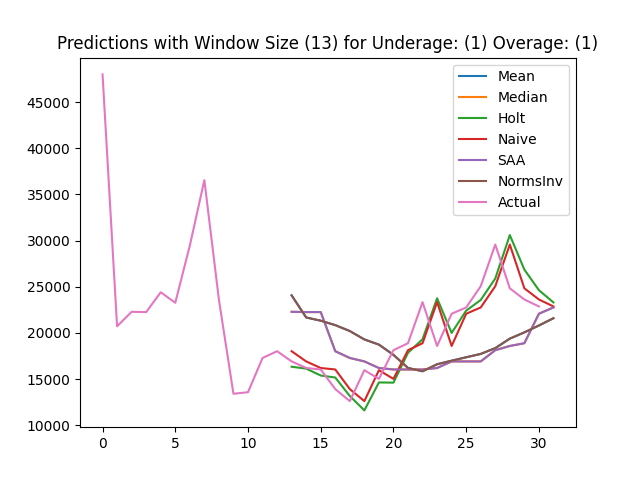 Predictions with Window Size (13) for Underage: (1) Overage: (1)
Mean
Median
Holt
Naive
SAA
NormsInv
Actual
45000
40000
35000
30000
25000
20000
15000
10000
0 5 10 15 20 25 30